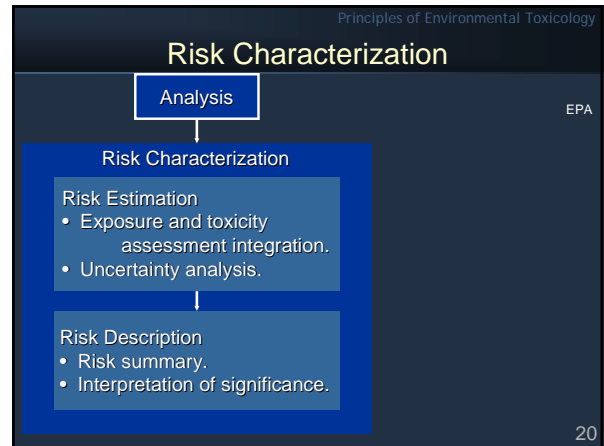 Principles of Environmental Toxicology
Risk Characterization
Analysis
EPA
Risk Characterization
Risk Estimation
• Exposure and toxicity
assessment integration.
• Uncertainty analysis.
Risk Description
• Risk summary.
• Interpretation of significance.
20